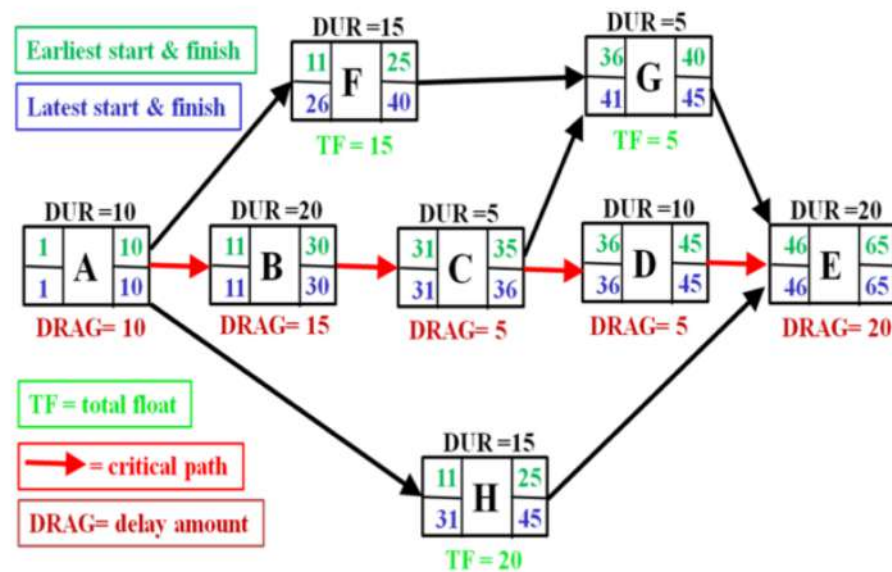 Earliest start & finish
Latest start & finish
DUR =15
11 F 25
26 40
TF = 15
DUR =5
36 G 40
41 45
TF = 5
DUR =10
1 A 10
1 10
DRAG= 10
DUR =20
11 B 30
11 30
DRAG= 15
DUR =5
31 C 35
31 36
DRAG= 5
DUR =10
36 D 45
36 45
DRAG= 5
DUR =20
46 E 65
46 65
DRAG= 20
TF = total float
= critical path
DRAG= delay amount
DUR =15
11 H 25
31 45
TF = 20